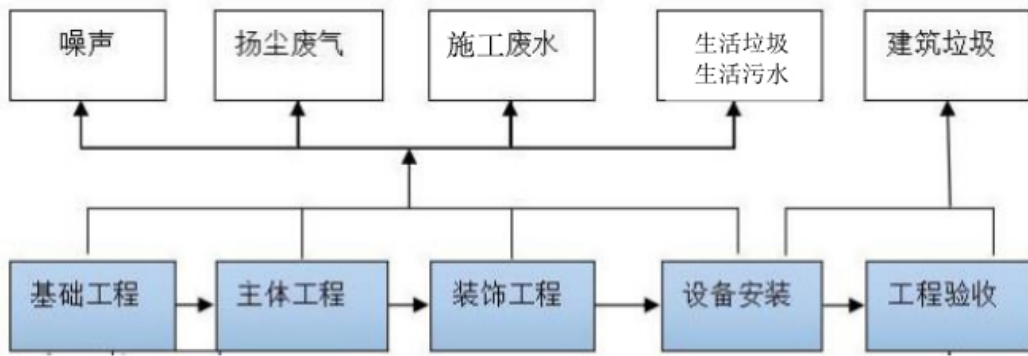 噪声
扬尘废气
施工废水
生活垃圾
生活污水
建筑垃圾
基础工程
主体工程
装饰工程
设备安装
工程验收